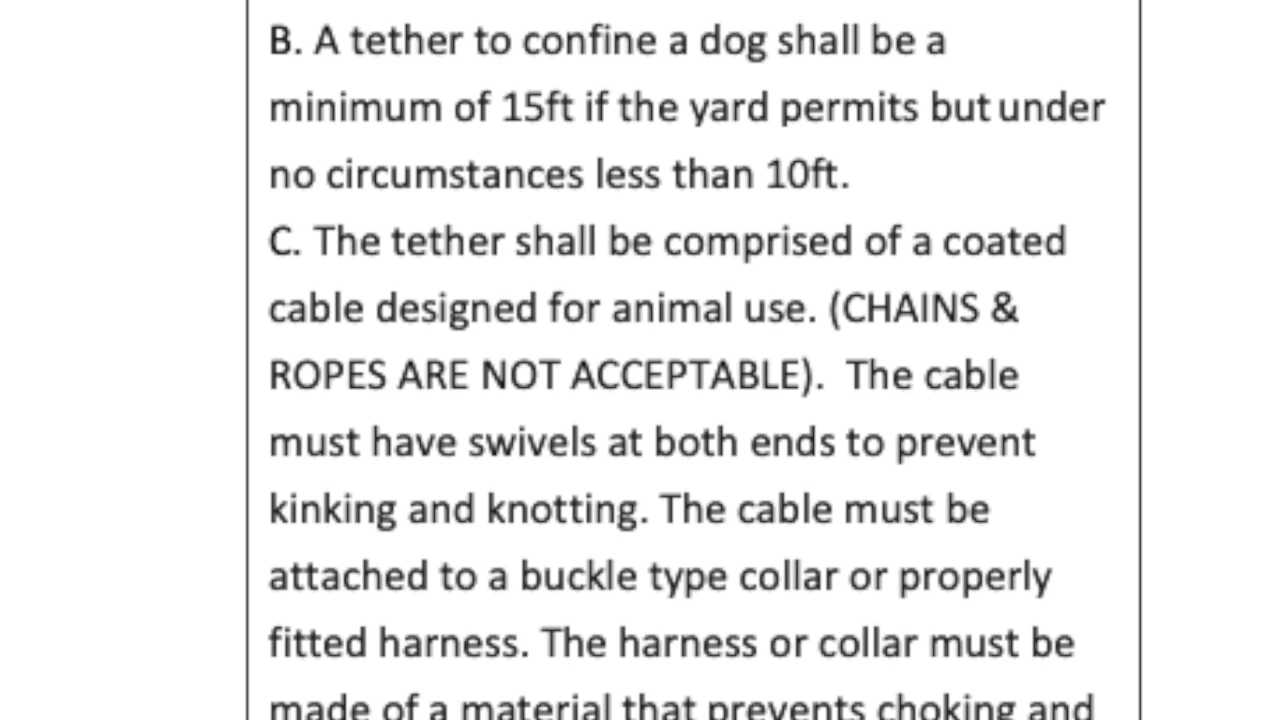 B. A tether to confine a dog shall be a
minimum of 15ft if the yard permits but under
no circumstances less than 10ft.
C. The tether shall be comprised of a coated
cable designed for animal use. (CHAINS &
ROPES ARE NOT ACCEPTABLE).  The cable
must have swivels at both ends to prevent
kinking and knotting. The cable must be
attached to a buckle type collar or properly
fitted harness. The harness or collar must be
made of a material that prevents choking and